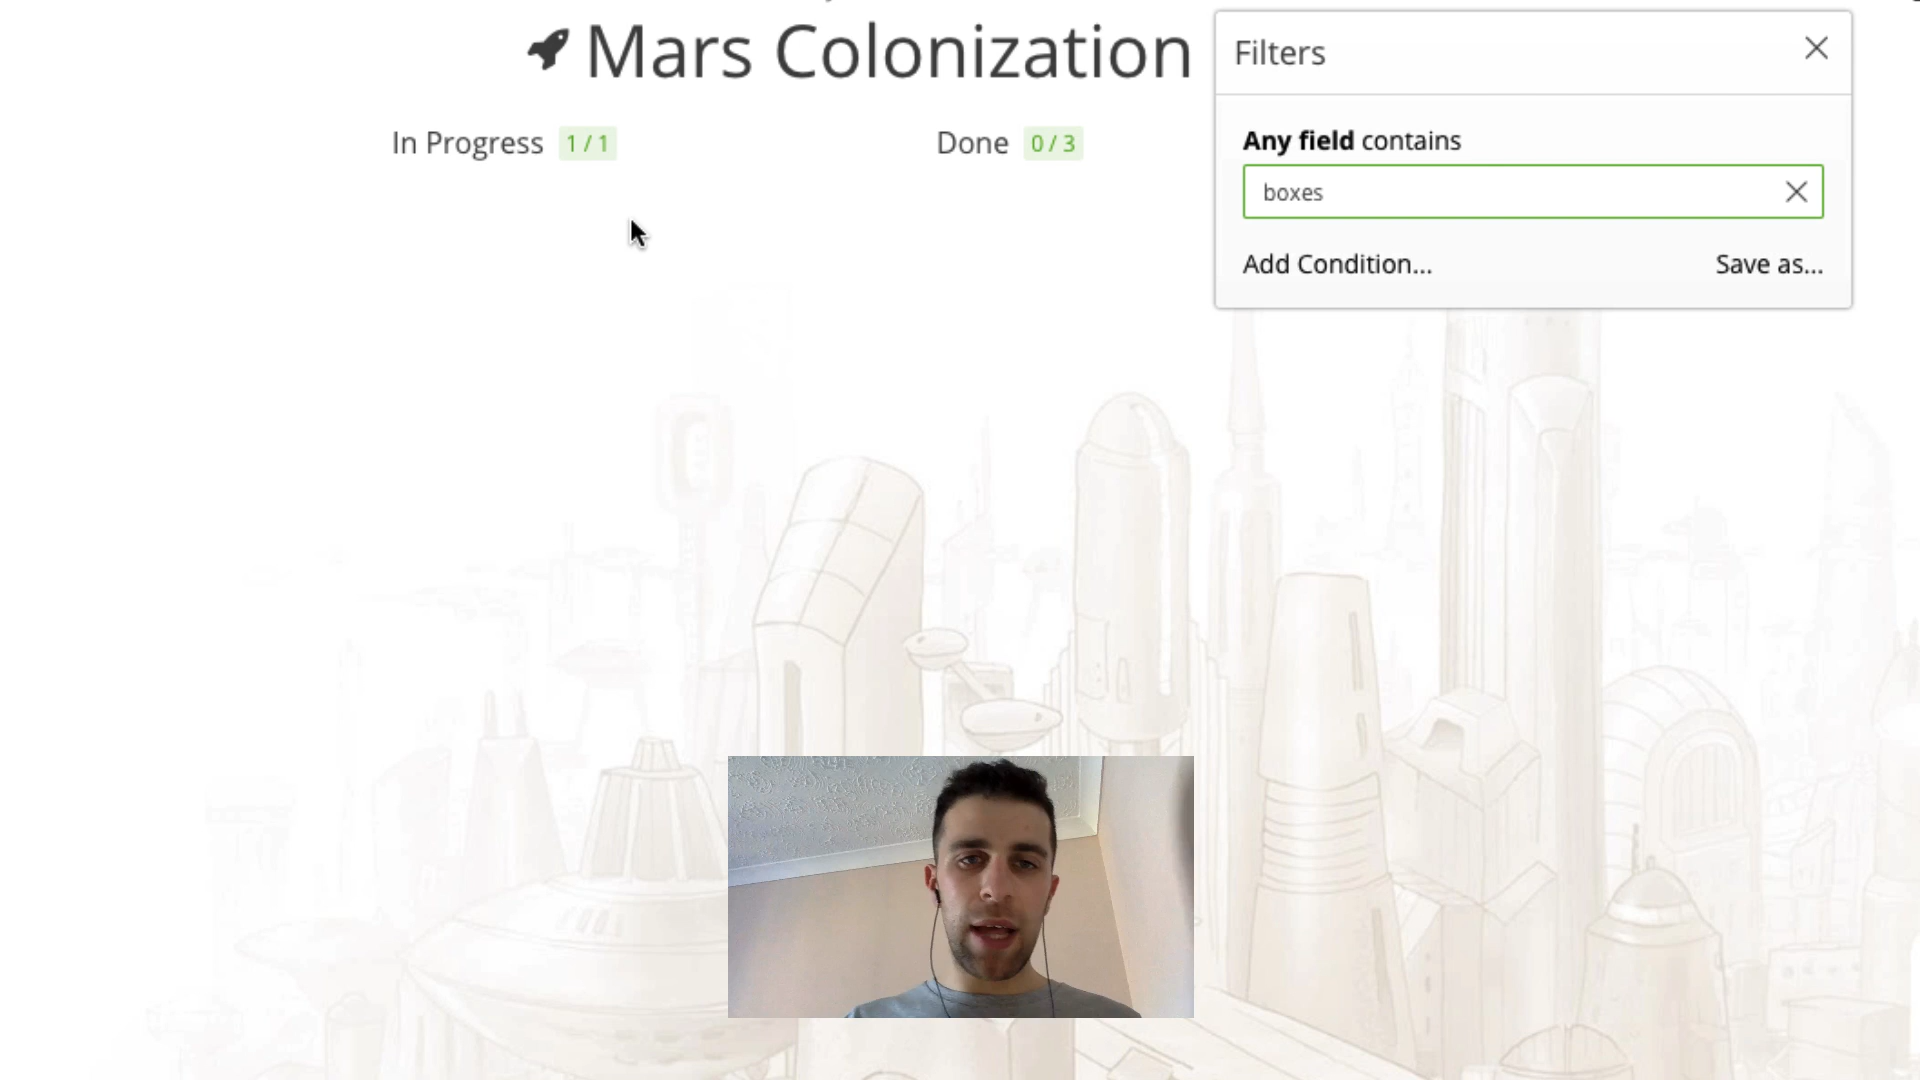 Mars Colonization
Filters
In Progress 1 / 1
Done 0 / 3
Any field contains
boxes
Add Condition...
Save as...